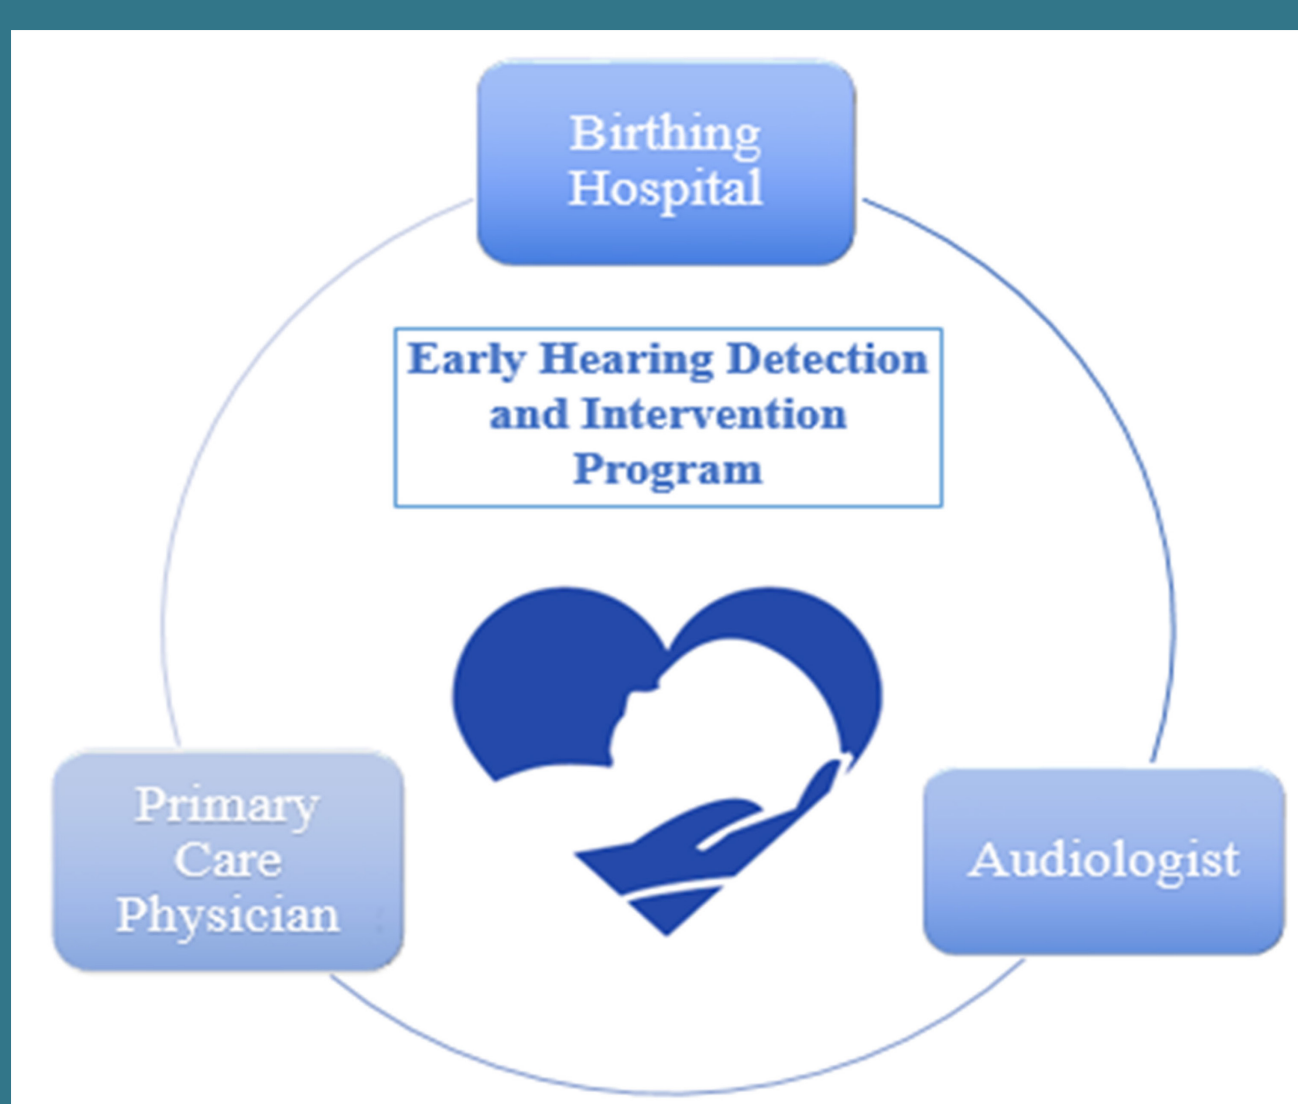 Birthing
Hospital
Early Hearing Detection
and Intervention
Program
Primary
Care
Physician
Audiologist